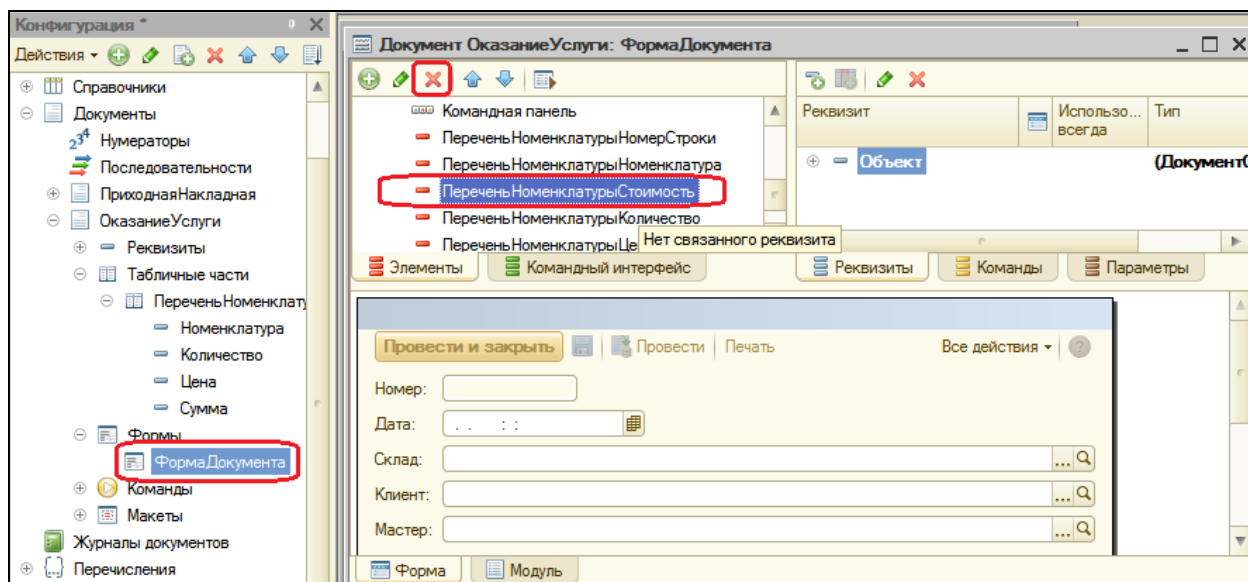 Конфигурация *
Действия
Справочники
Документы
Нумераторы
Последовательности
ПриходнаяНакладная
ОказаниеУслуги
Реквизиты
Табличные части
ПереченьНоменклату
Номенклатура
Количество
Цена
Сумма
Формы
ФормаДокумента
Команды
Макеты
Журналы документов
Перечисления
Документ ОказаниеУслуги: ФормаДокумента
Командная панель
ПереченьНоменклатурыНомерСтроки
ПереченьНоменклатурыНоменклатура
ПереченьНоменклатурыСтоимость
ПереченьНоменклатурыКоличество
ПереченьНоменклатурыЦе
Нет связанного реквизита
Элементы Командный интерфейс
Реквизит Использо... всегда Тип
Объект (Документ
Реквизиты Команды Параметры
Провести и закрыть Провести Печать Все действия
Номер:
Дата: . . : :
Склад: ...
Клиент: ...
Мастер: ...
Форма Модуль